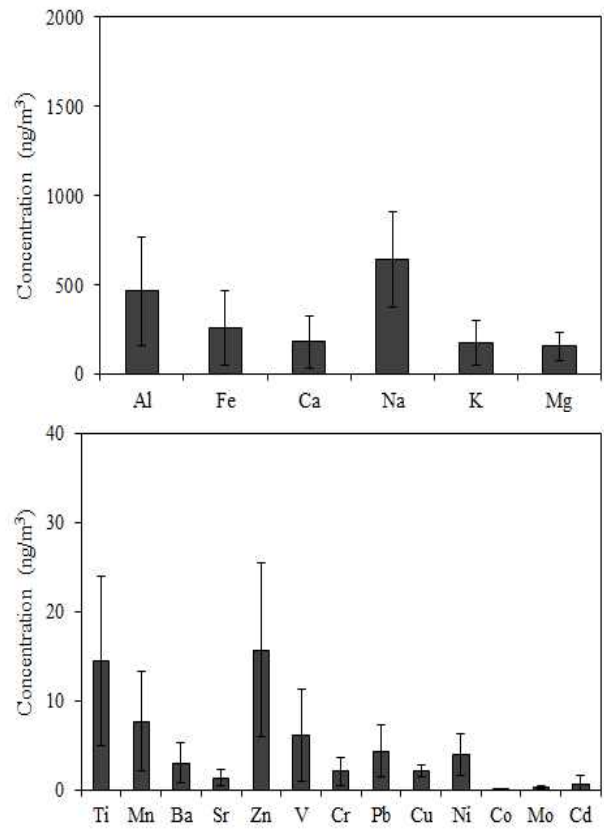 2000
1500
1000
500
0
Concentration (ng/m³)
Al Fe Ca Na K Mg
40
30
20
10
0
Concentration (ng/m³)
Ti Mn Ba Sr Zn V Cr Pb Cu Ni Co Mo Cd